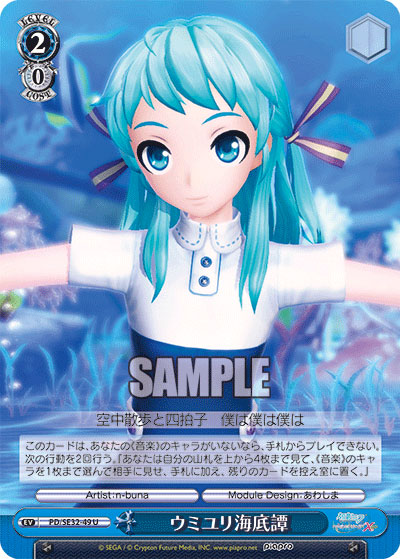 LEVEL
2
0
COST
SAMPLE
空中散歩と四拍子　僕は僕は僕は
このカードは、あなたの《音楽》のキャラがいないなら、手札からプレイできない。
次の行動を2回行う。『あなたは自分の山札を上から4枚まで見て、《音楽》のキャ
ラを1枚まで選んで相手に見せ、手札に加え、残りのカードを控え室に置く。』
Artist:n-buna
Module Design:あわしま
EV
PD/SE32-49 U
ウミユリ海底譚
© SEGA / © Crypton Future Media, INC. www.piapro.net piapro